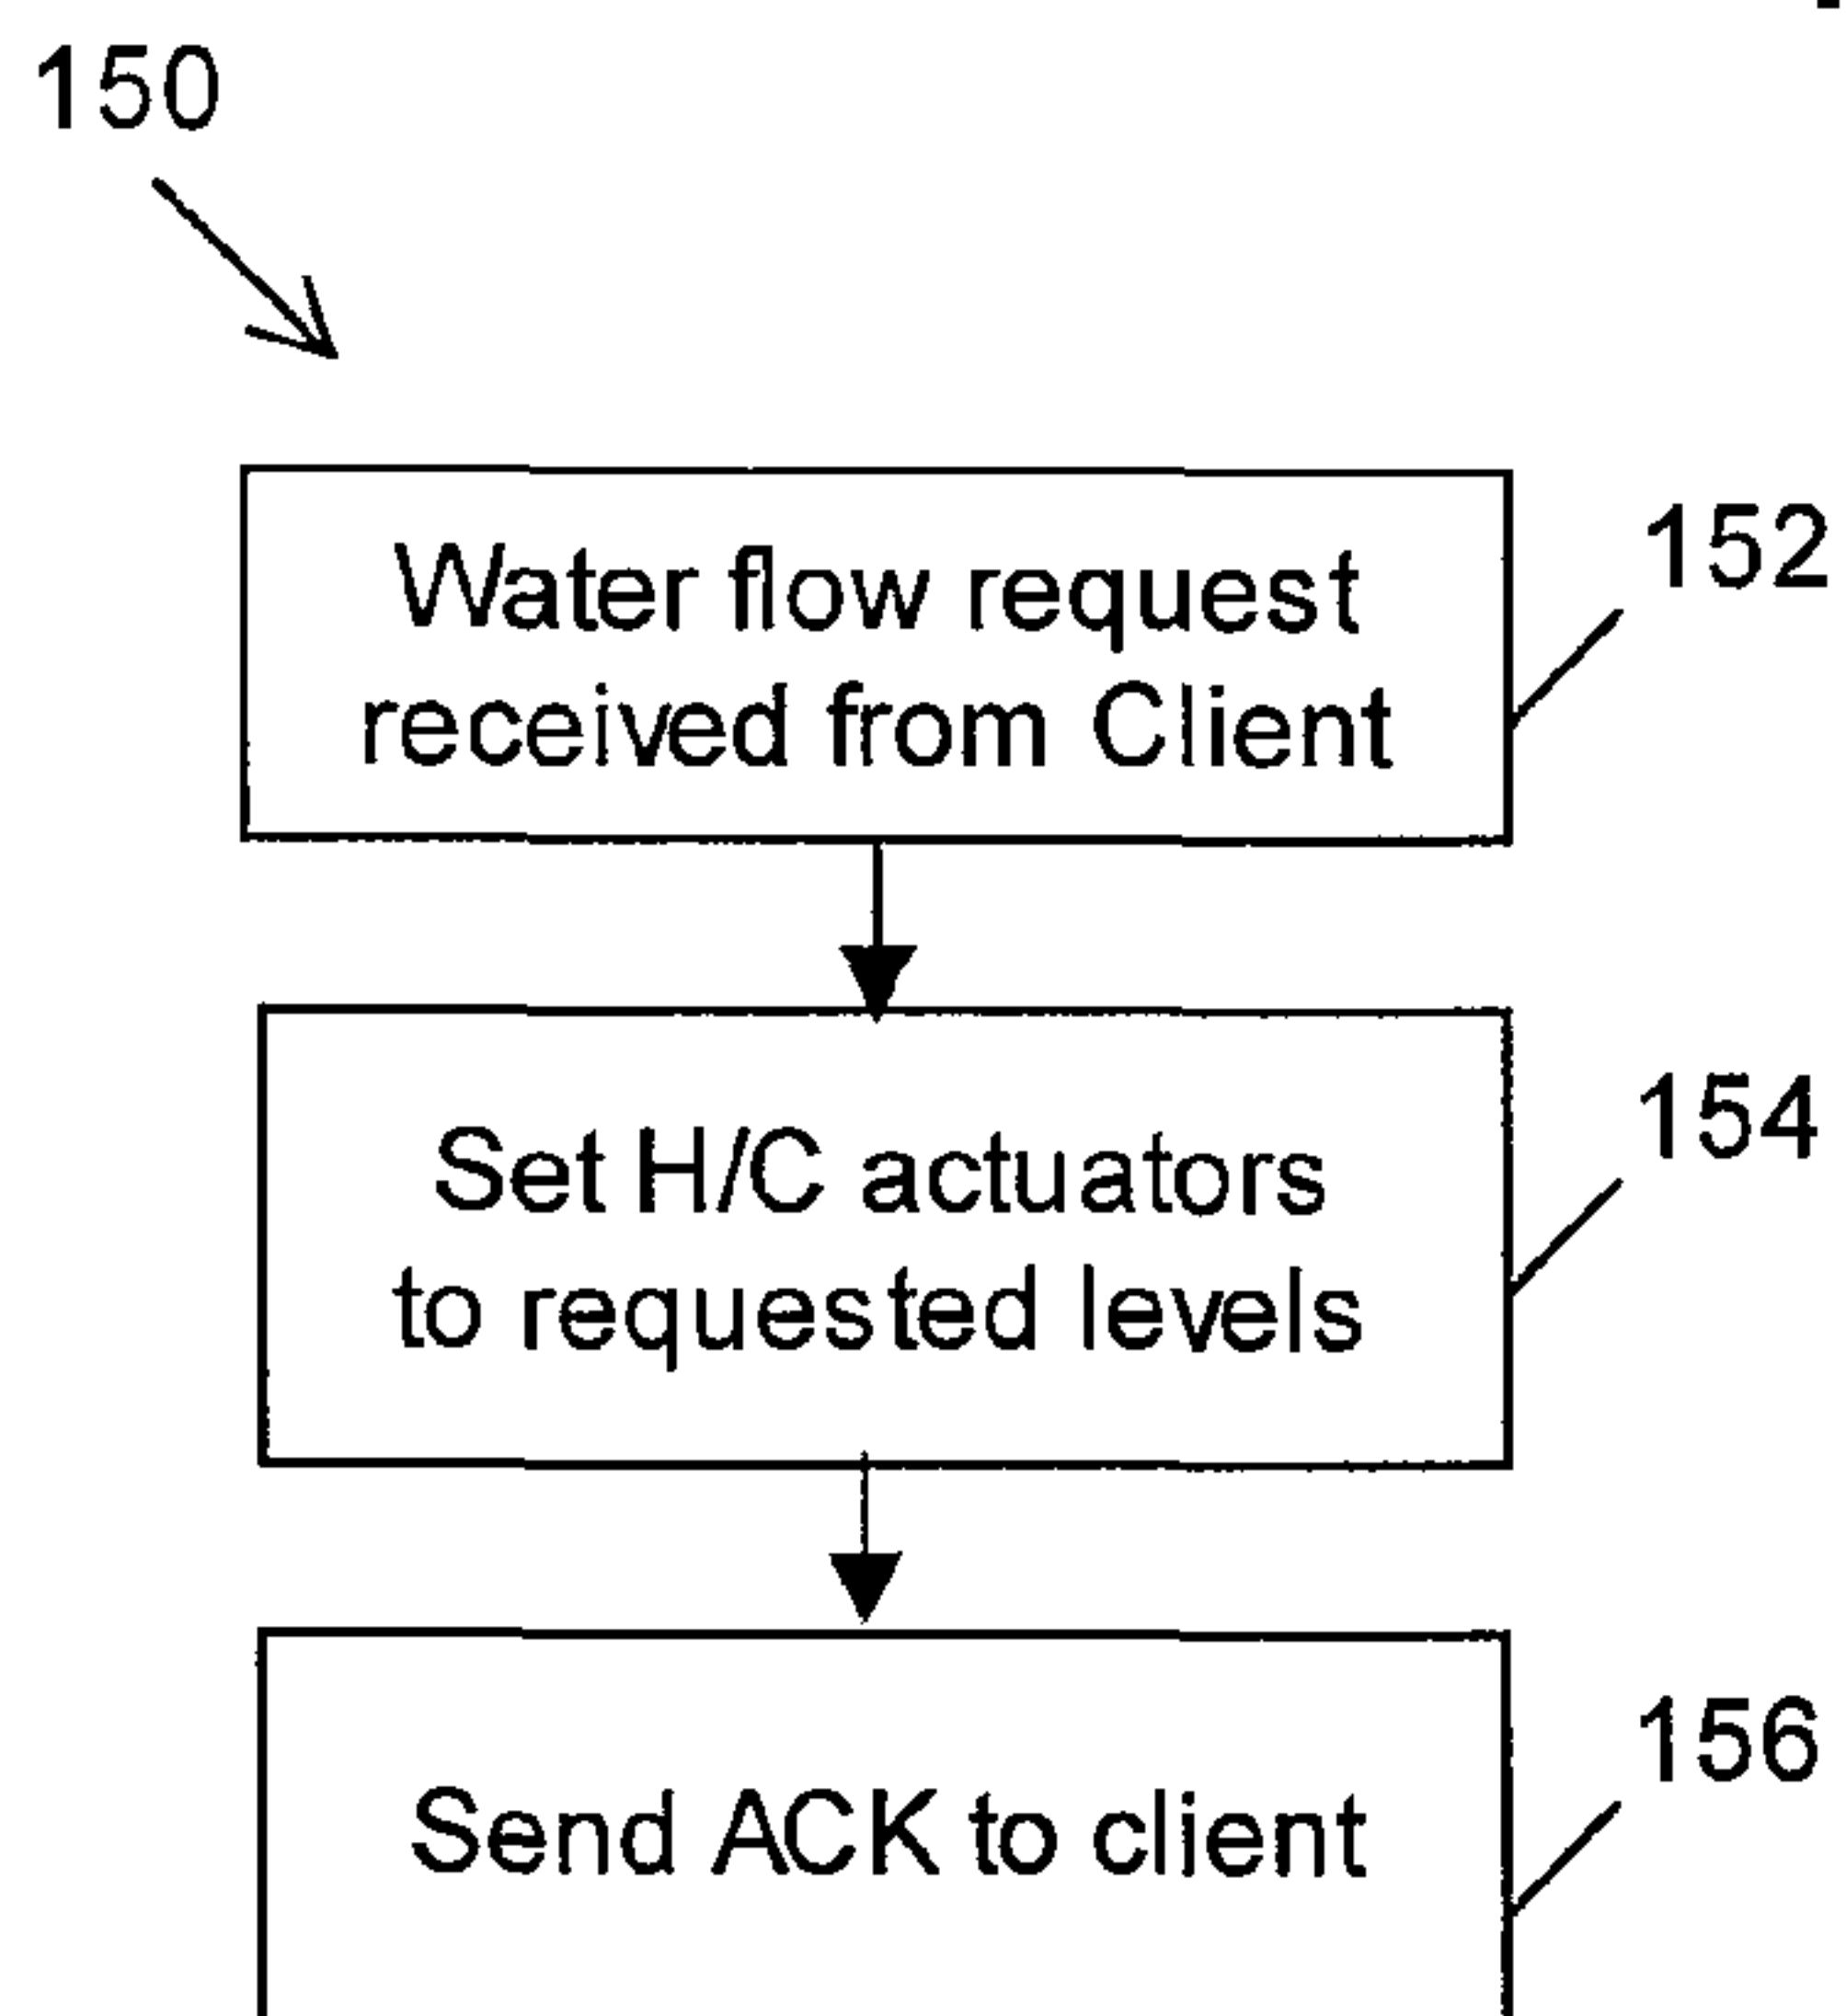 150
Water flow request
received from Client
152
Set H/C actuators
to requested levels
154
Send ACK to client
156